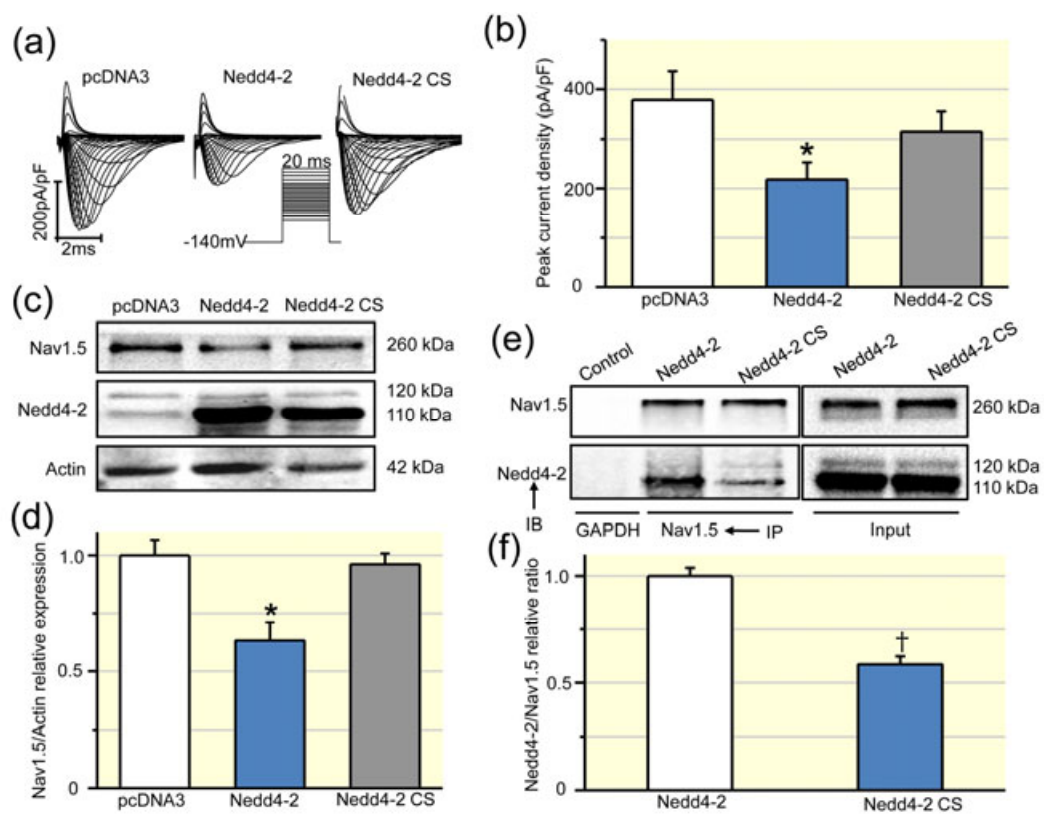 (a)
pcDNA3 Nedd4-2 Nedd4-2 CS
200pA/pF
2ms
20 ms
-140mV
(b)
Peak current density (pA/pF)
400
200
0
pcDNA3 Nedd4-2 Nedd4-2 CS
*
(c)
pcDNA3 Nedd4-2 Nedd4-2 CS
Nav1.5 260 kDa
120 kDa
Nedd4-2 110 kDa
Actin 42 kDa
(d)
Nav1.5/Actin relative expression
1.0
0.5
0
*
pcDNA3 Nedd4-2 Nedd4-2 CS
(e)
Control Nedd4-2 Nedd4-2 CS Nedd4-2 Nedd4-2 CS
Nav1.5 260 kDa
Nedd4-2 120 kDa
110 kDa
IB
GAPDH Nav1.5 ← IP Input
(f)
Nedd4-2/Nav1.5 relative ratio
1.0
0.5
0
†
Nedd4-2 Nedd4-2 CS